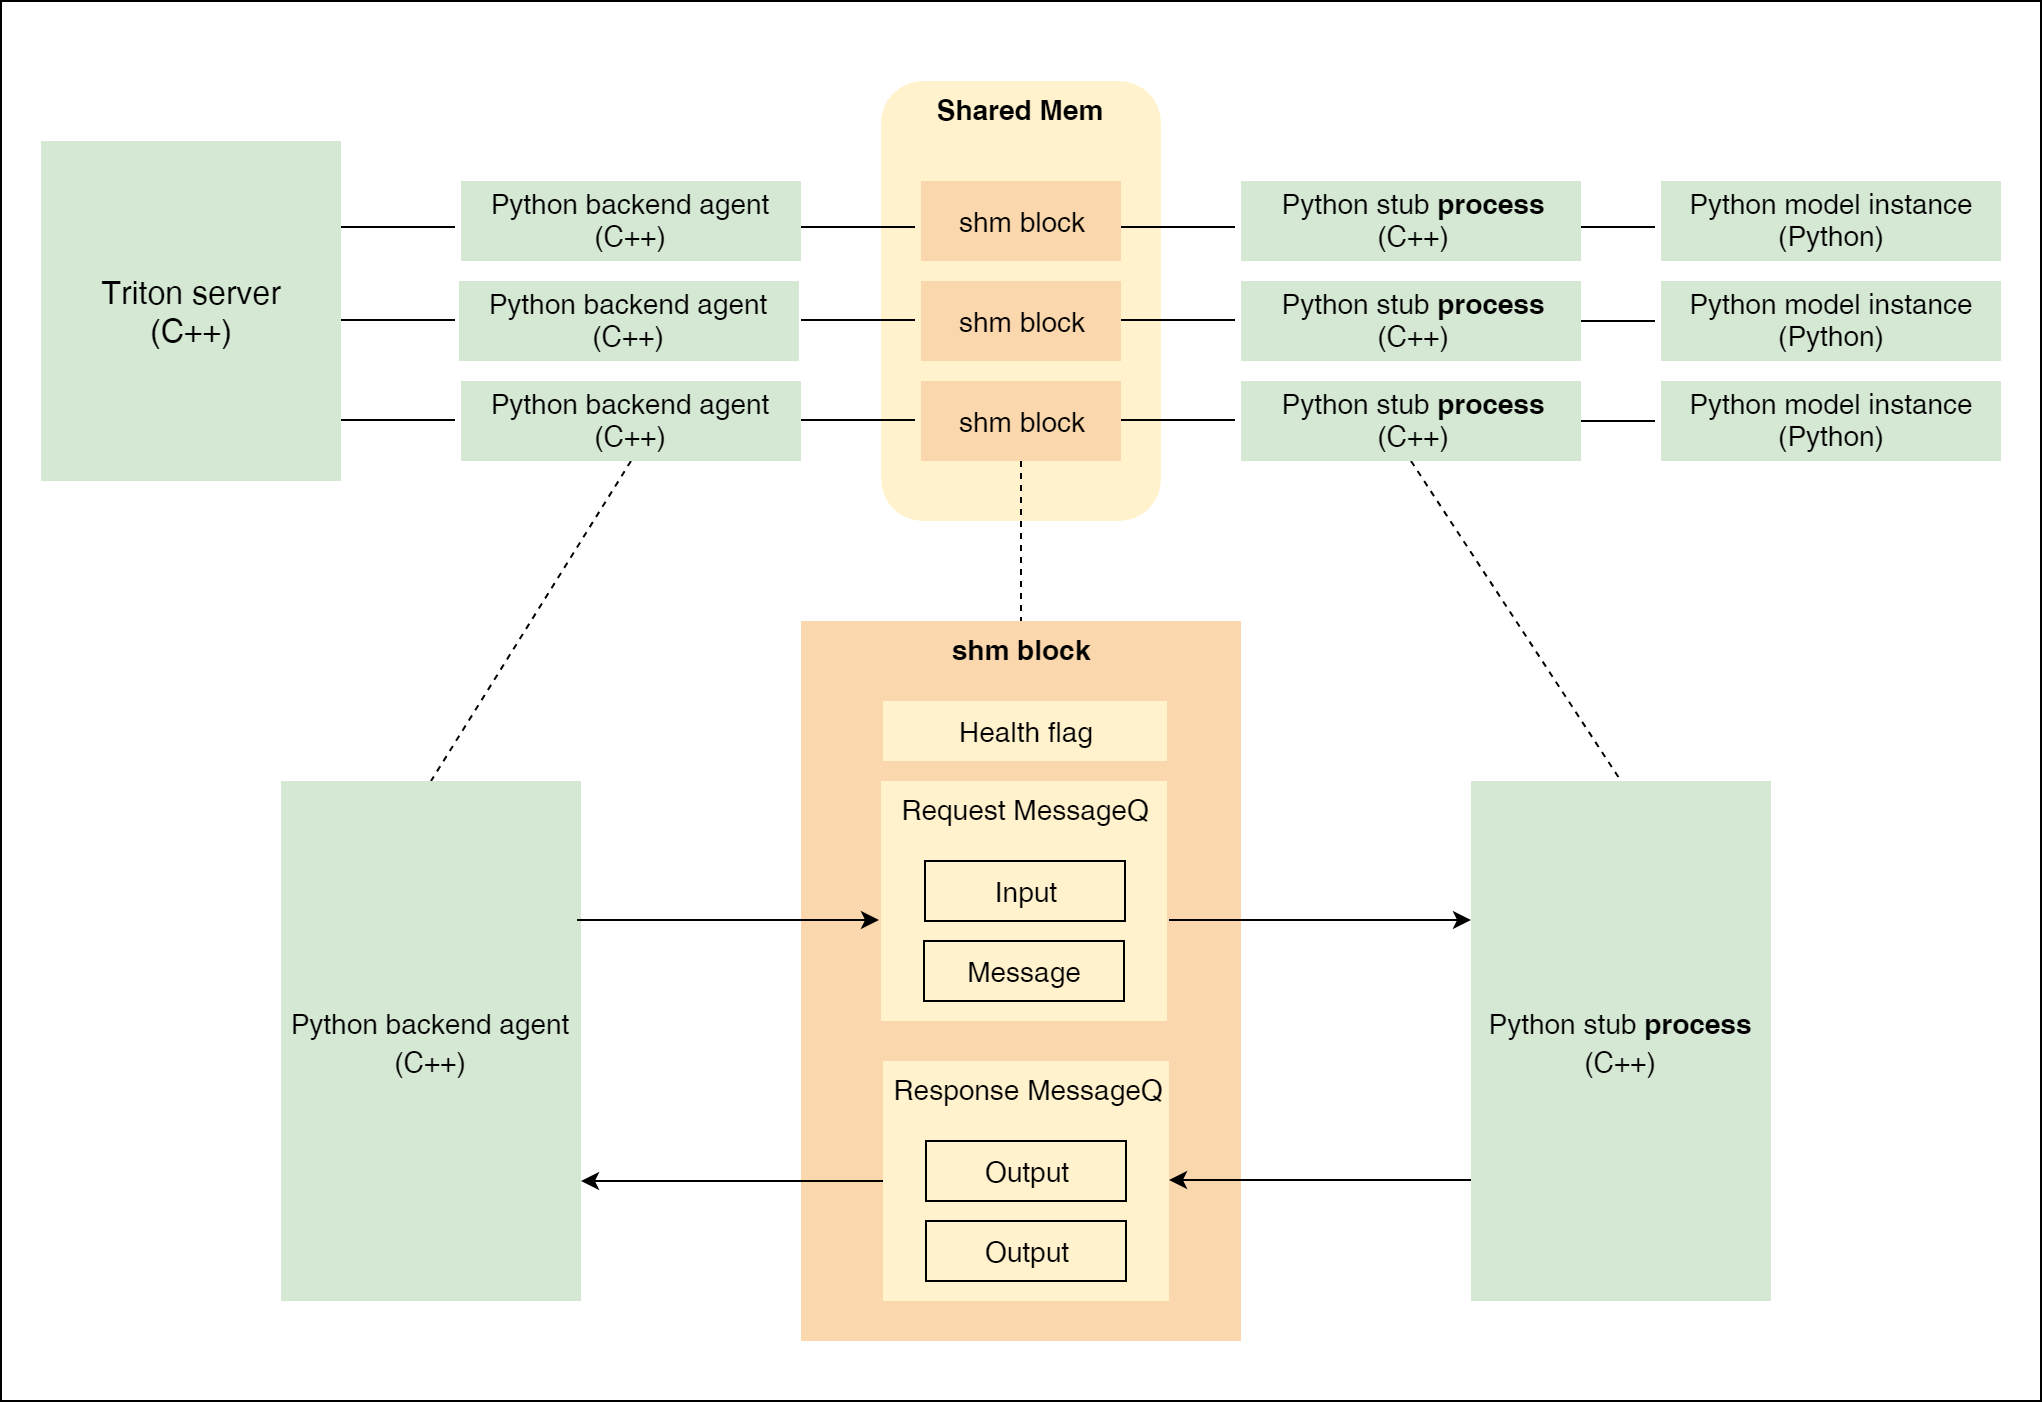 Shared Mem
Triton server
(C++)
Python backend agent
(C++)
shm block
Python stub process
(C++)
Python model instance
(Python)
Python backend agent
(C++)
shm block
Python stub process
(C++)
Python model instance
(Python)
Python backend agent
(C++)
shm block
Python stub process
(C++)
Python model instance
(Python)
shm block
Health flag
Request MessageQ
Input
Message
Python backend agent
(C++)
Python stub process
(C++)
Response MessageQ
Output
Output